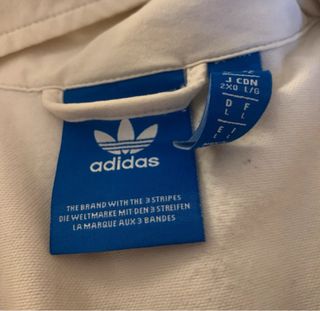 adidas
THE BRAND WITH THE 3 STRIPES
DIE WELTMARKE MIT DEN 3 STREIFEN
LA MARQUE AUX 3 BANDES
J CDN
2XO L/G
D F
L L
E I
L